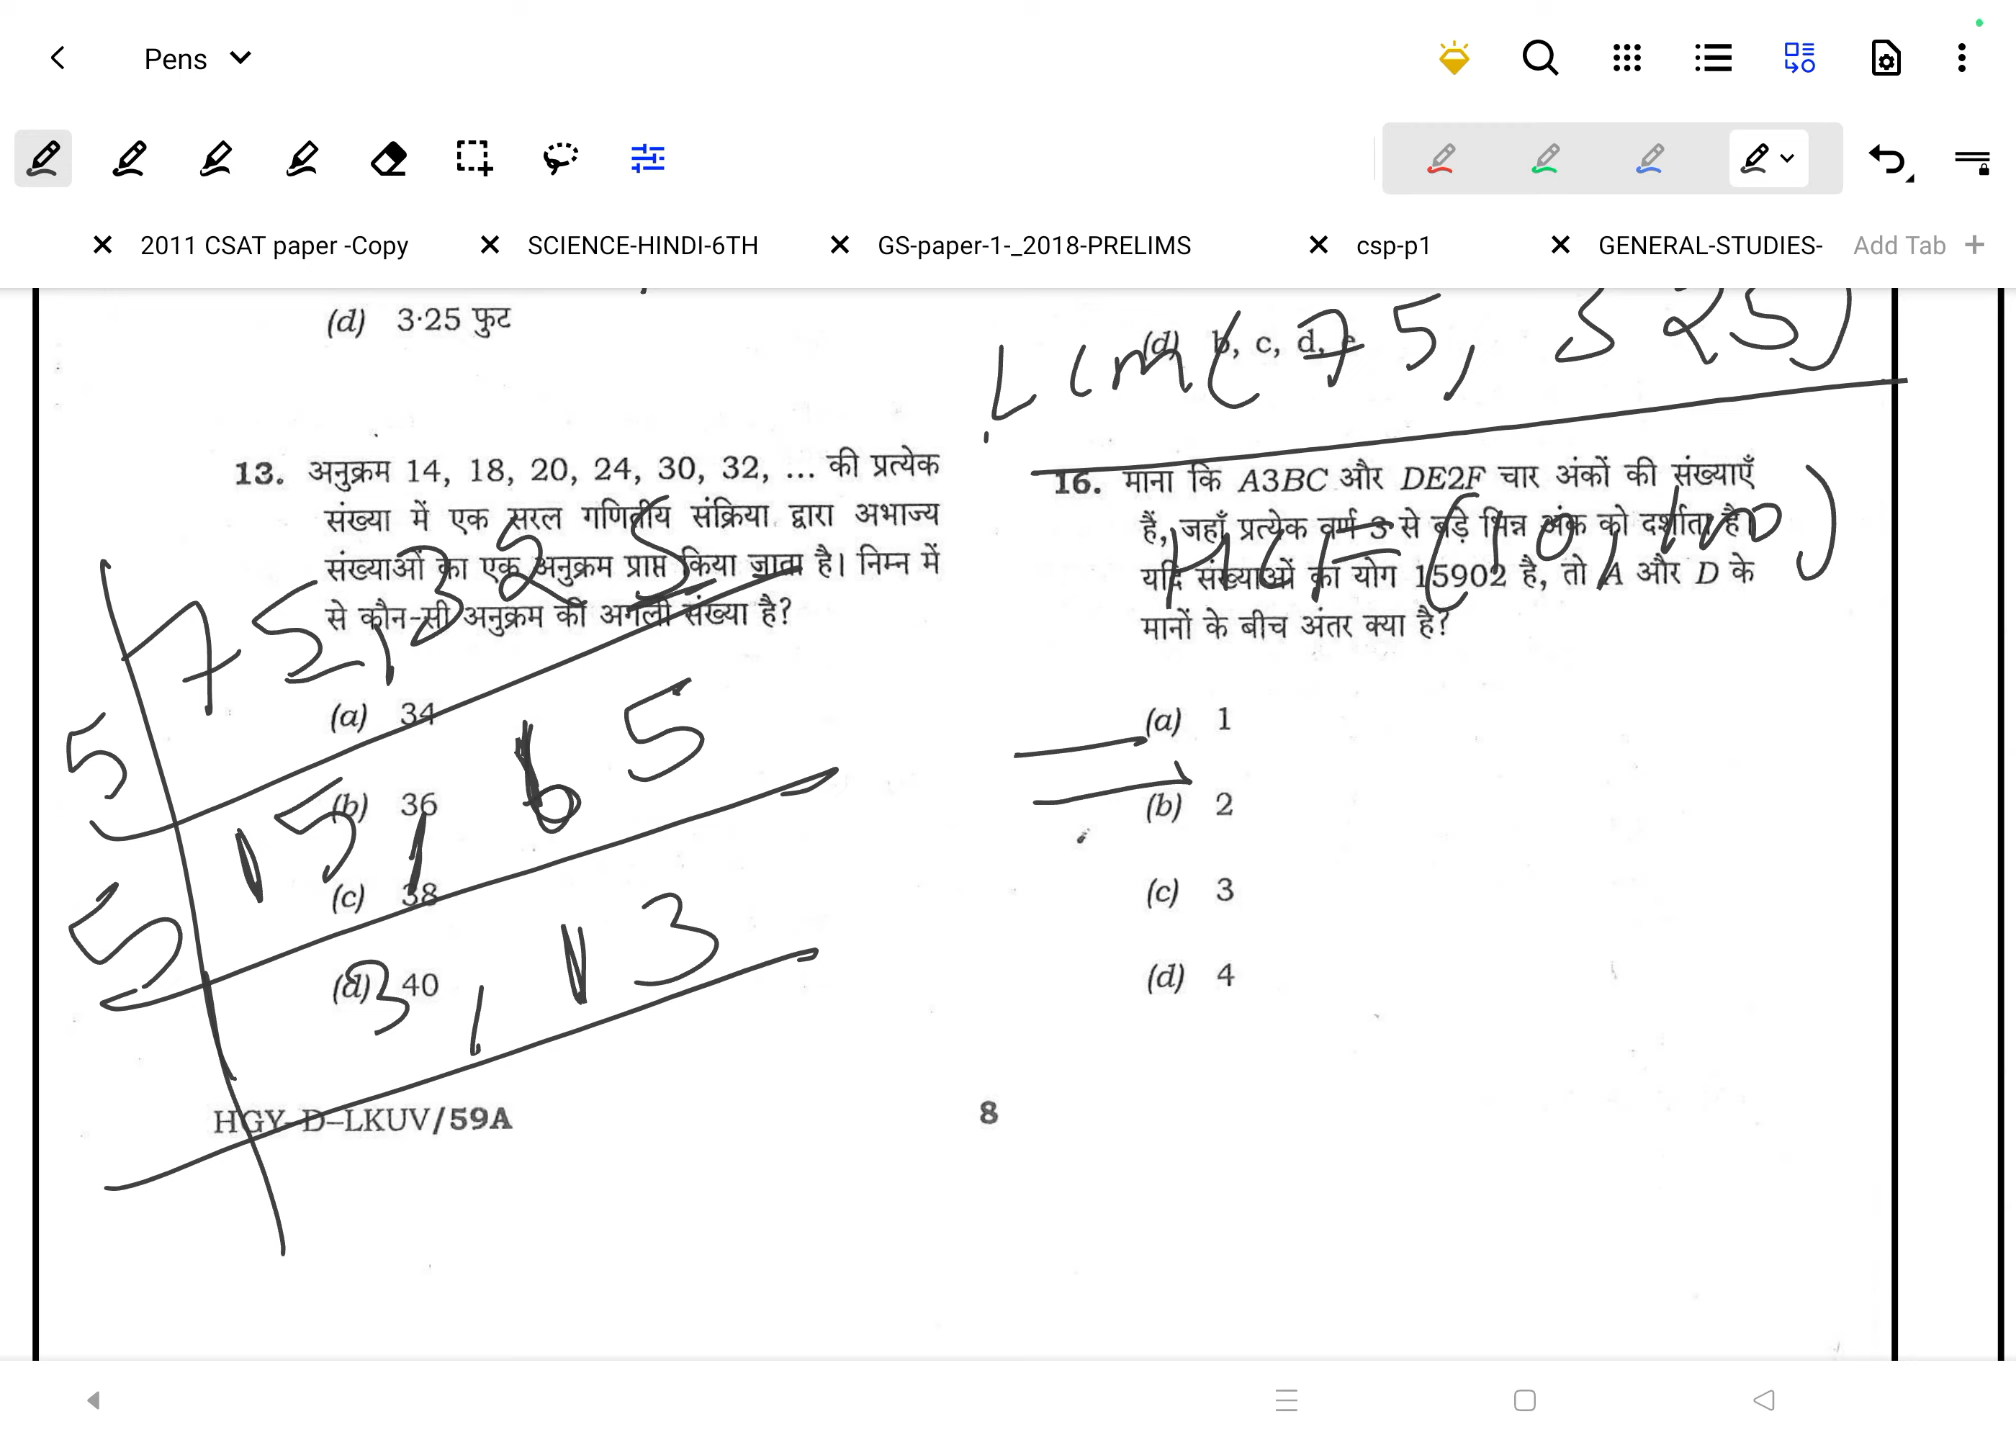 Pens
2011 CSAT paper -Copy
SCIENCE-HINDI-6TH
GS-paper-1-_2018-PRELIMS
csp-p1
GENERAL-STUDIES-
Add Tab +
(d) 3·25 फुट
13. अनुक्रम 14, 18, 20, 24, 30, 32, ... की प्रत्येक
संख्या में एक सरल गणितीय संक्रिया द्वारा अभाज्य
संख्याओं का एक अनुक्रम प्राप्त किया जाता है। निम्न में
से कौन-सी अनुक्रम की अगली संख्या है?
(a) 34
(b) 36
(c) 38
(d) 40
75, 325
5
15, 65
5
3, 13
HGY-D-LKUV/59A
8
(d) b, c, d, e
Lcm(75, 325)
16. माना कि A3BC और DE2F चार अंकों की संख्याएँ
हैं, जहाँ प्रत्येक वर्ण 3 से बड़े भिन्न अंक को दर्शाता है।
यदि संख्याओं का योग 15902 है, तो A और D के
मानों के बीच अंतर क्या है?
HCF(10, 100)
(a) 1
(b) 2
(c) 3
(d) 4